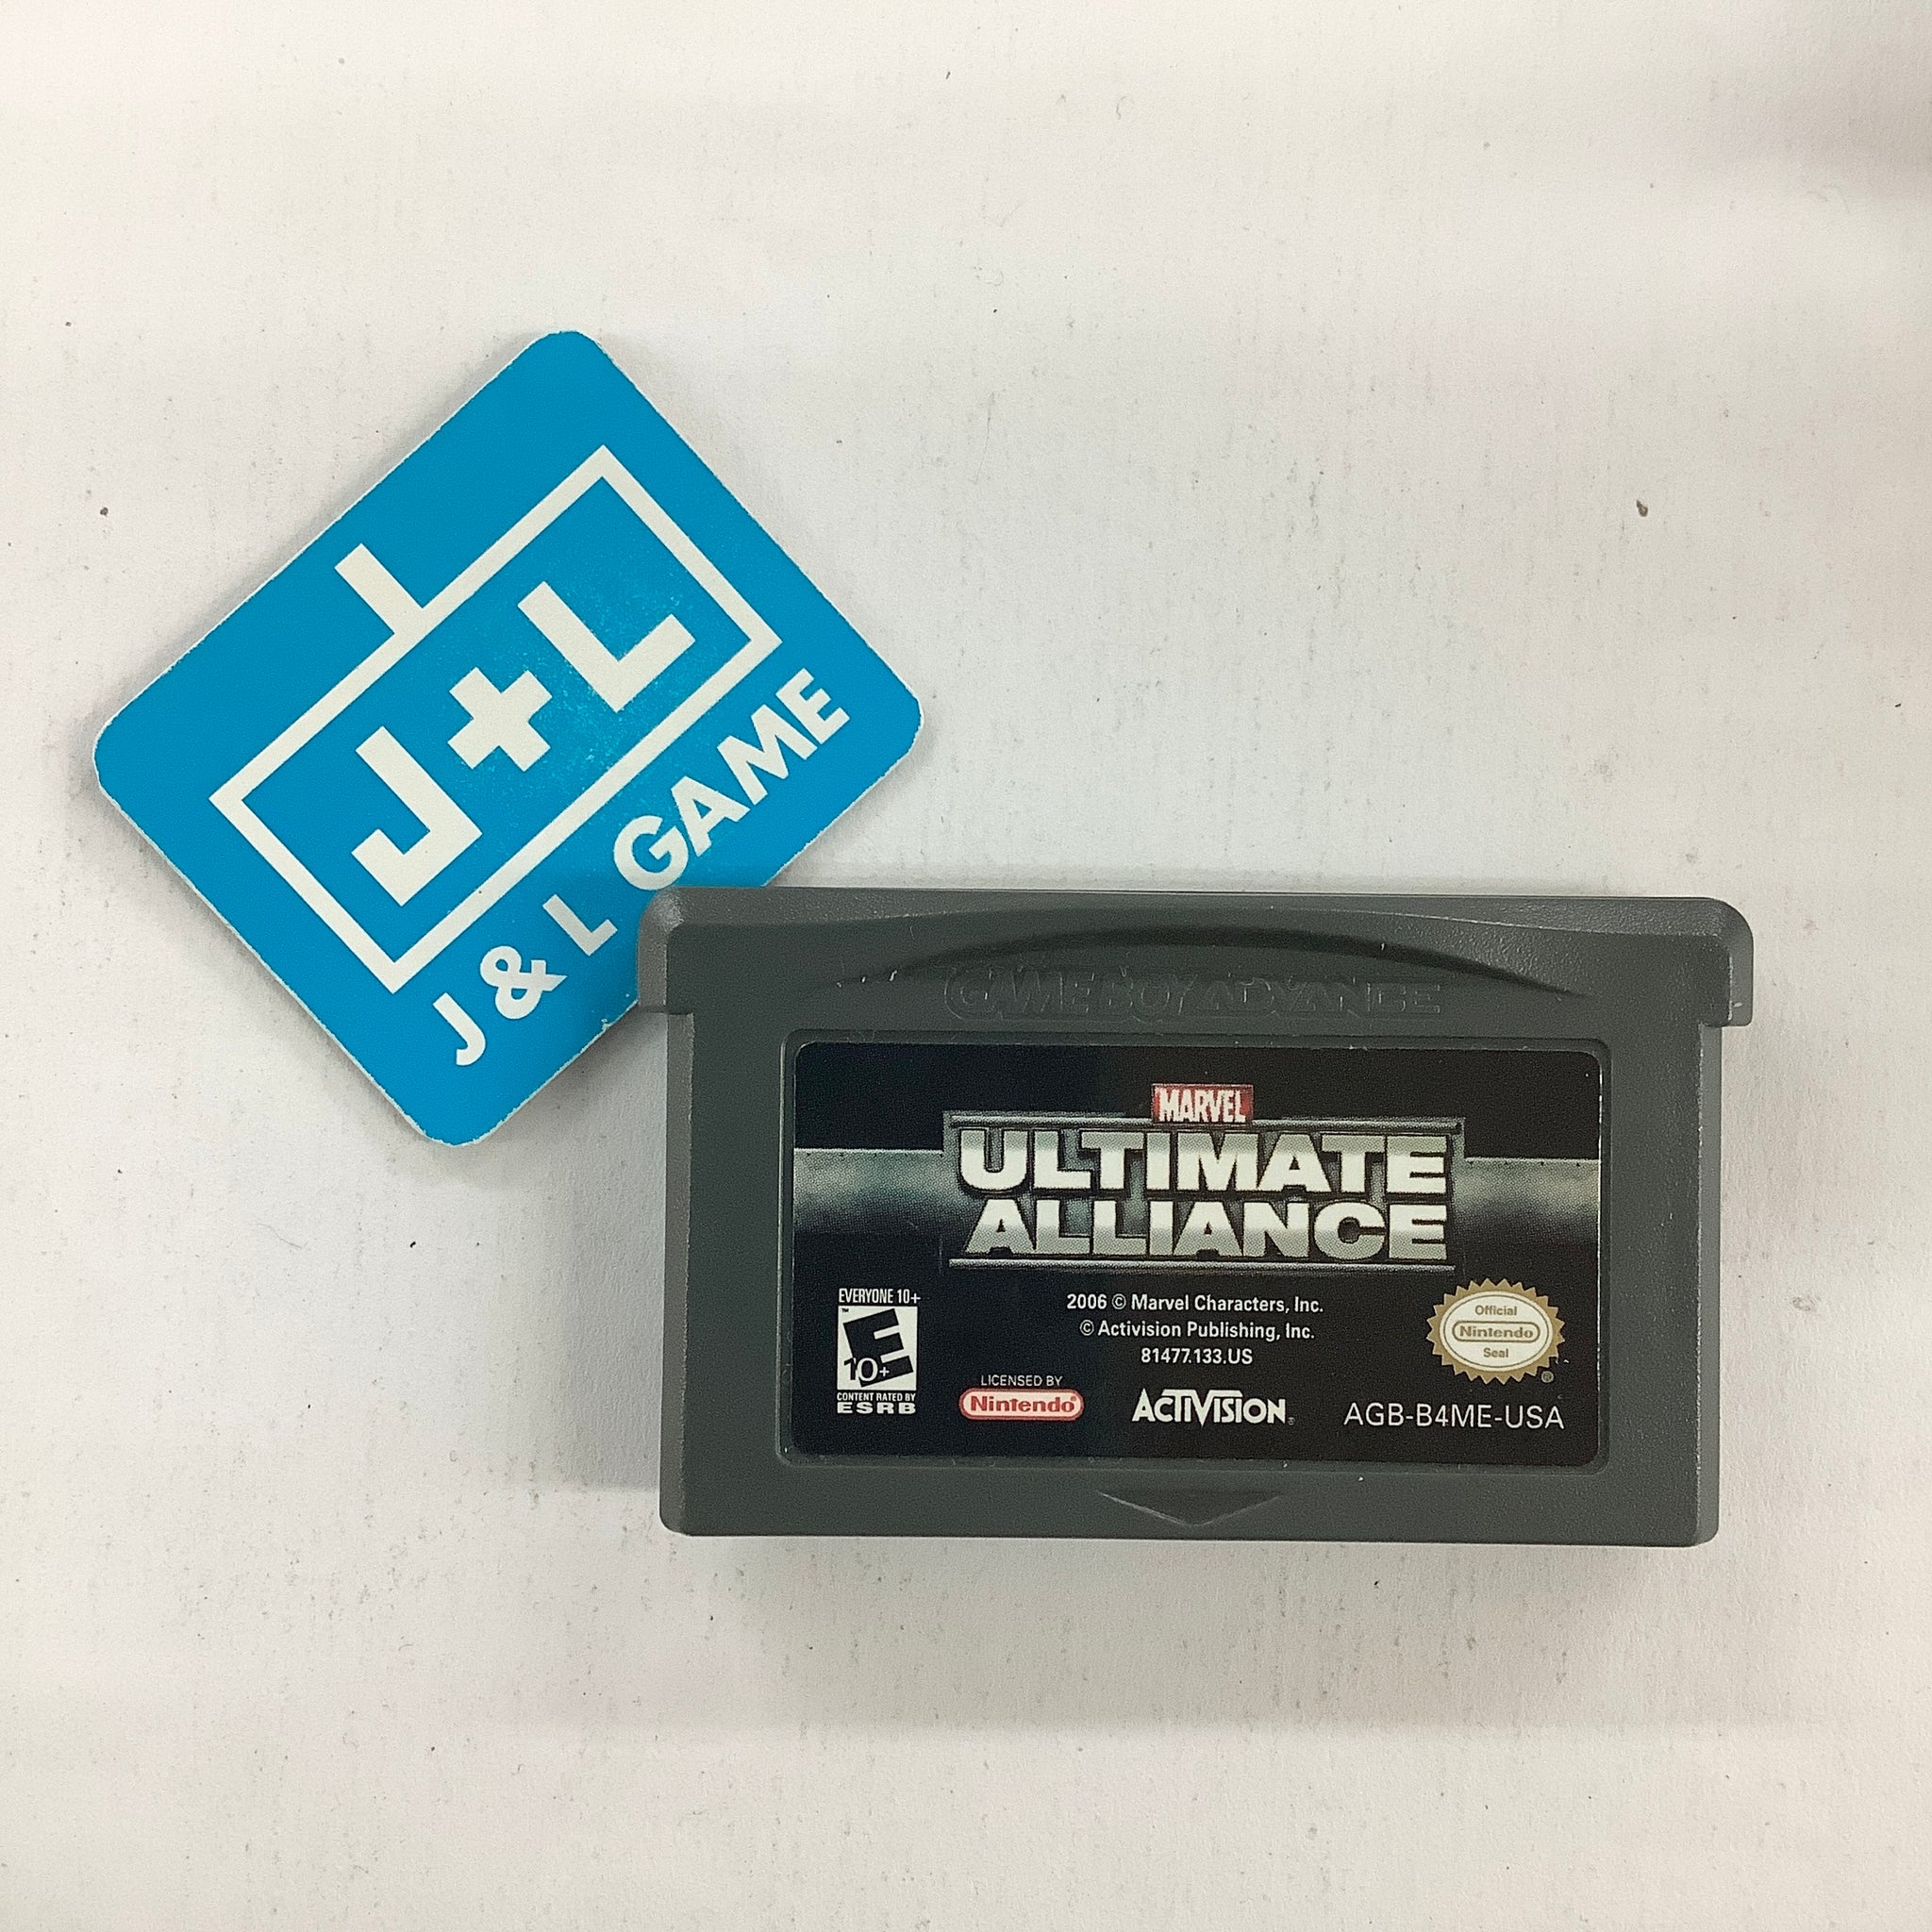 J+L
J & L GAME
GAME BOY ADVANCE
MARVEL
ULTIMATE
ALLIANCE
EVERYONE 10+
E
10+
CONTENT RATED BY
ESRB
2006 © Marvel Characters, Inc.
© Activision Publishing, Inc.
81477.133.US
LICENSED BY
Nintendo®
ACTIVISION®
Official
Nintendo
Seal
®
AGB-B4ME-USA